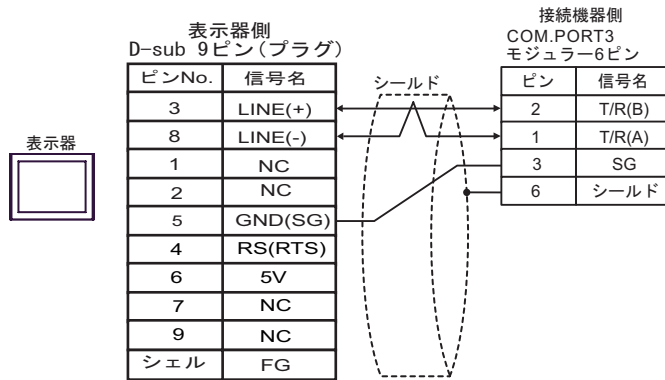 表示器側
D-sub 9ピン(プラグ)
ピンNo. 信号名
3 LINE(+)
8 LINE(-)
1 NC
2 NC
5 GND(SG)
4 RS(RTS)
6 5V
7 NC
9 NC
シェル FG
表示器
シールド
接続機器側
COM.PORT3
モジュラー6ピン
ピン 信号名
2 T/R(B)
1 T/R(A)
3 SG
6 シールド